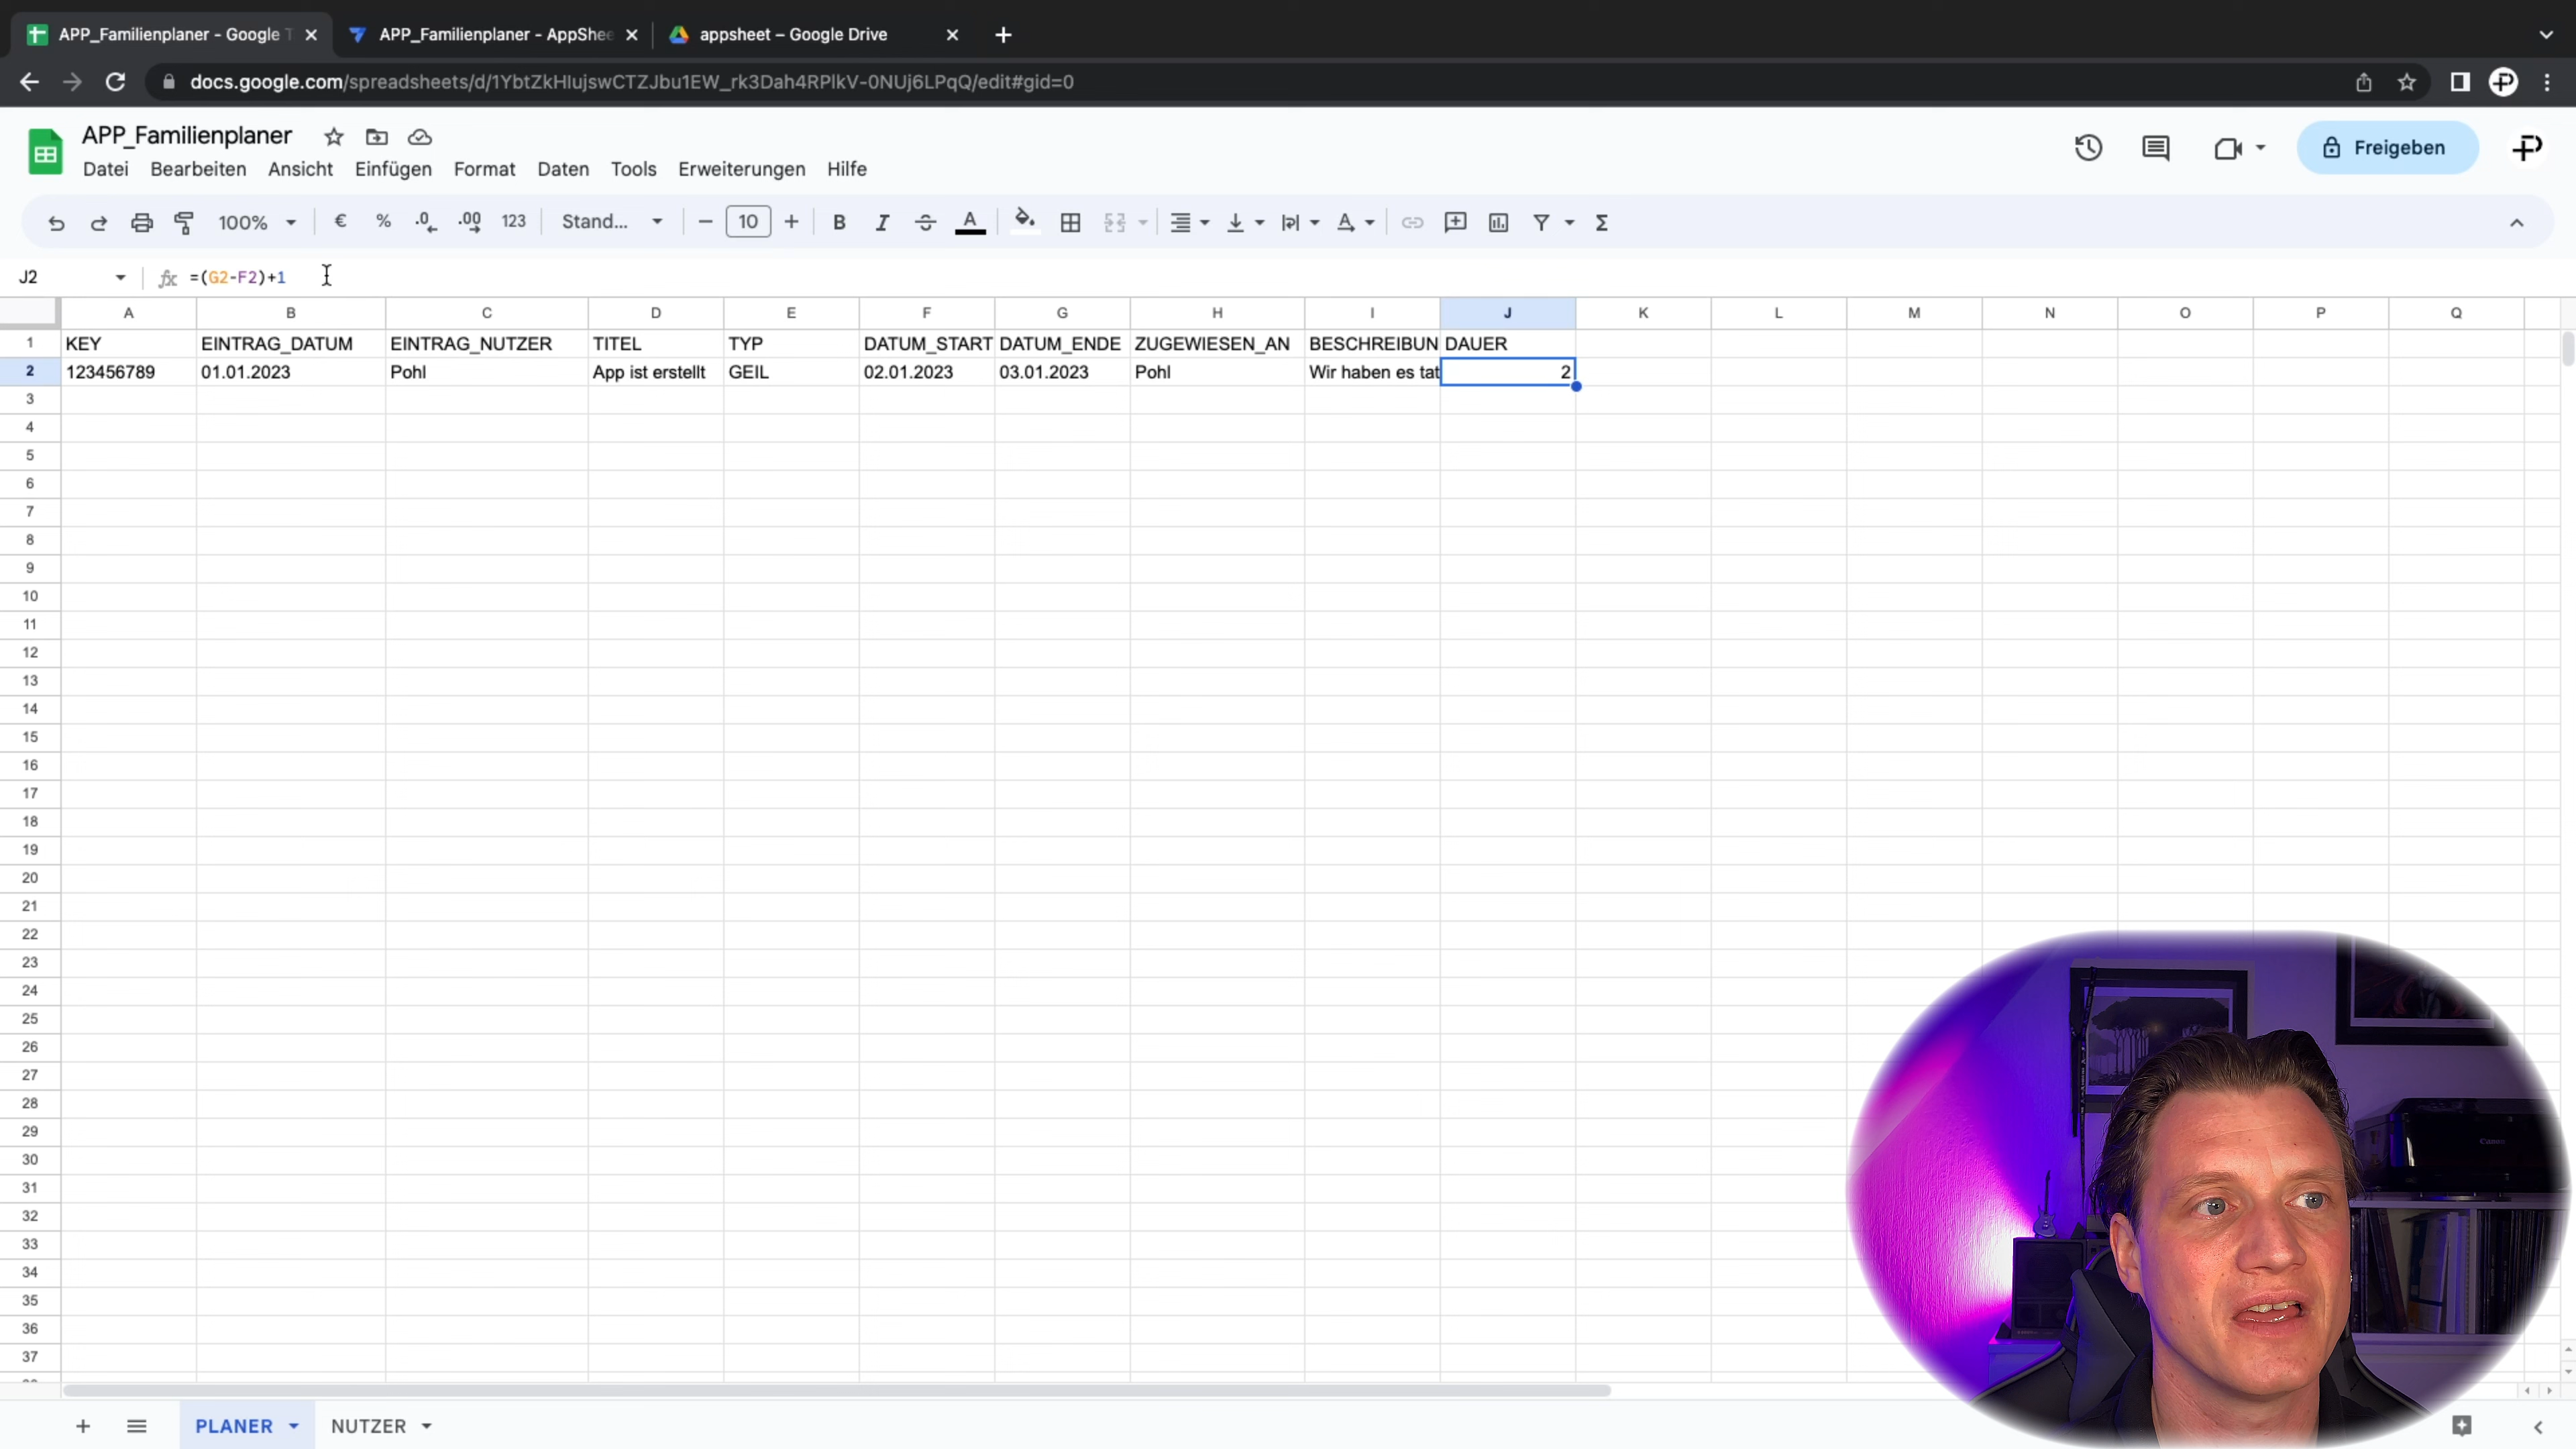 APP_Familienplaner - Google T
APP_Familienplaner - AppShee
appsheet – Google Drive
docs.google.com/spreadsheets/d/1YbtZkHIujswCTZJbu1EW_rk3Dah4RPlkV-0NUj6LPqQ/edit#gid=0
APP_Familienplaner
Datei Bearbeiten Ansicht Einfügen Format Daten Tools Erweiterungen Hilfe
Freigeben
100% € % .0 .00 123 Stand... 10 B I A
J2 fx =(G2-F2)+1
A B C D E F G H I J K L M N O P Q
1 KEY EINTRAG_DATUM EINTRAG_NUTZER TITEL TYP DATUM_START DATUM_ENDE ZUGEWIESEN_AN BESCHREIBUN DAUER
2 123456789 01.01.2023 Pohl App ist erstellt GEIL 02.01.2023 03.01.2023 Pohl Wir haben es tat 2
3
4
5
6
7
8
9
10
11
12
13
14
15
16
17
18
19
20
21
22
23
24
25
26
27
28
29
30
31
32
33
34
35
36
37
Canon
PLANER NUTZER